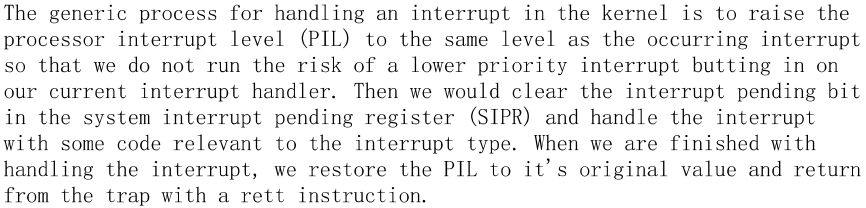 The generic process for handling an interrupt in the kernel is to raise the
processor interrupt level (PIL) to the same level as the occurring interrupt
so that we do not run the risk of a lower priority interrupt butting in on
our current interrupt handler. Then we would clear the interrupt pending bit
in the system interrupt pending register (SIPR) and handle the interrupt
with some code relevant to the interrupt type. When we are finished with
handling the interrupt, we restore the PIL to it's original value and return
from the trap with a rett instruction.